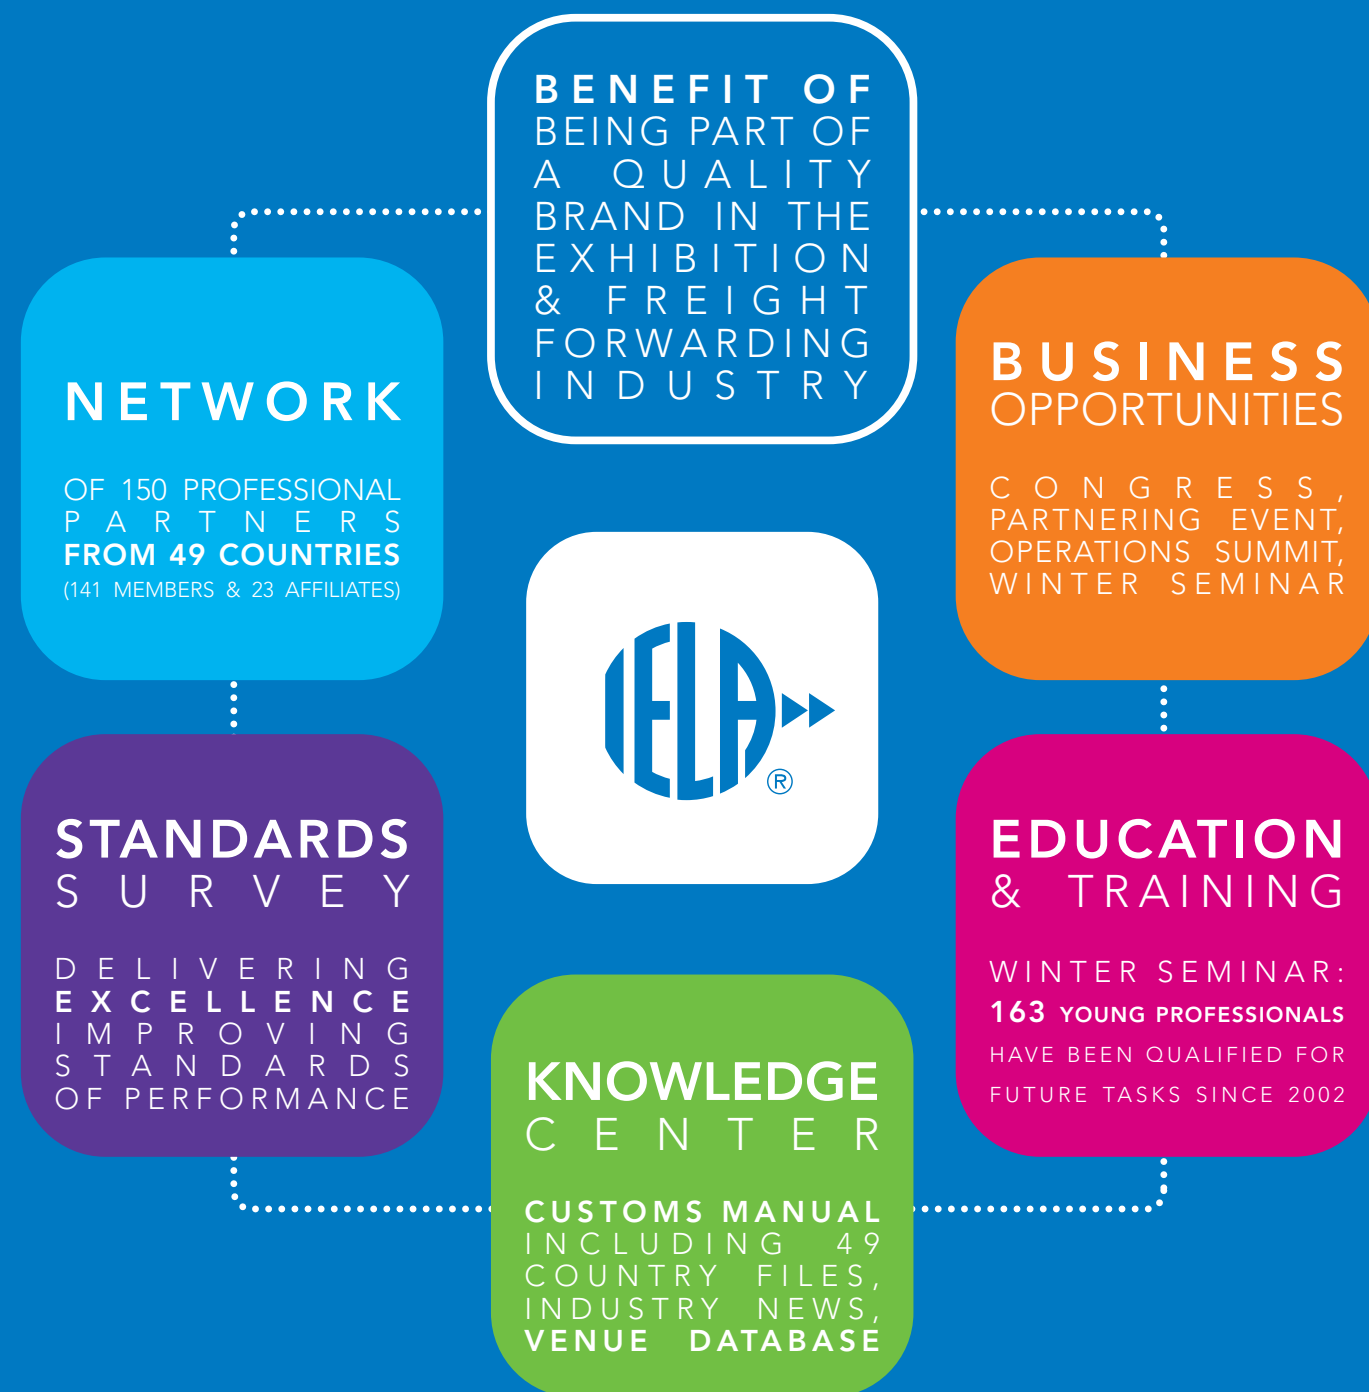 BENEFIT OF
BEING PART OF
A QUALITY
BRAND IN THE
EXHIBITION
& FREIGHT
FORWARDING
INDUSTRY
NETWORK
OF 150 PROFESSIONAL
PARTNERS
FROM 49 COUNTRIES
(141 MEMBERS & 23 AFFILIATES)
BUSINESS
OPPORTUNITIES
CONGRESS,
PARTNERING EVENT,
OPERATIONS SUMMIT,
WINTER SEMINAR
IELA
®
STANDARDS
SURVEY
DELIVERING
EXCELLENCE
IMPROVING
STANDARDS
OF PERFORMANCE
EDUCATION
& TRAINING
WINTER SEMINAR:
163 YOUNG PROFESSIONALS
HAVE BEEN QUALIFIED FOR
FUTURE TASKS SINCE 2002
KNOWLEDGE
CENTER
CUSTOMS MANUAL
INCLUDING 49
COUNTRY FILES,
INDUSTRY NEWS,
VENUE DATABASE